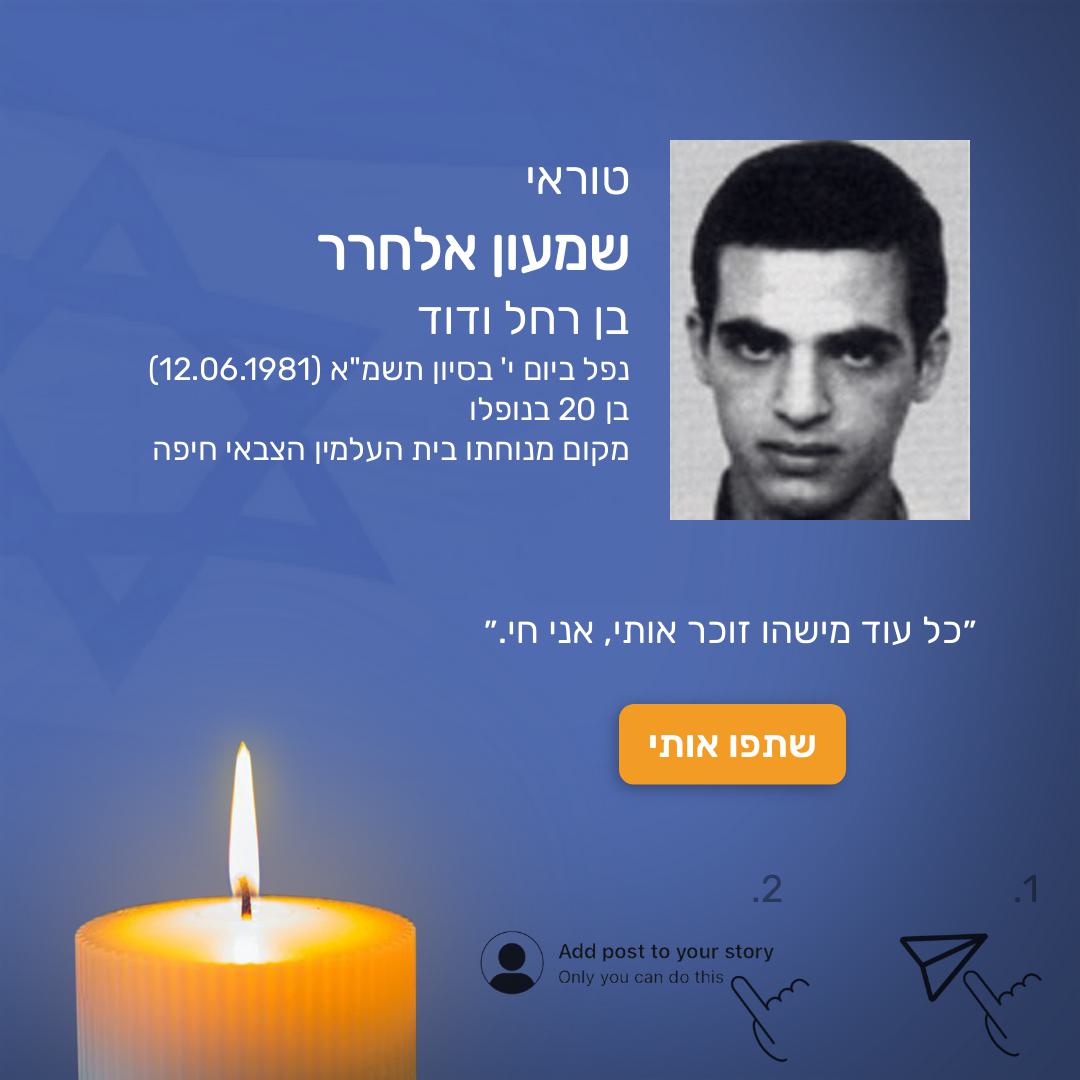 טוראי
שמעון אלחרר
בן רחל ודוד
נפל ביום י' בסיון תשמ"א (12.06.1981)
בן 20 בנופלו
מקום מנוחתו בית העלמין הצבאי חיפה
״כל עוד מישהו זוכר אותי, אני חי.״
שתפו אותי
1.
2.
Add post to your story
Only you can do this